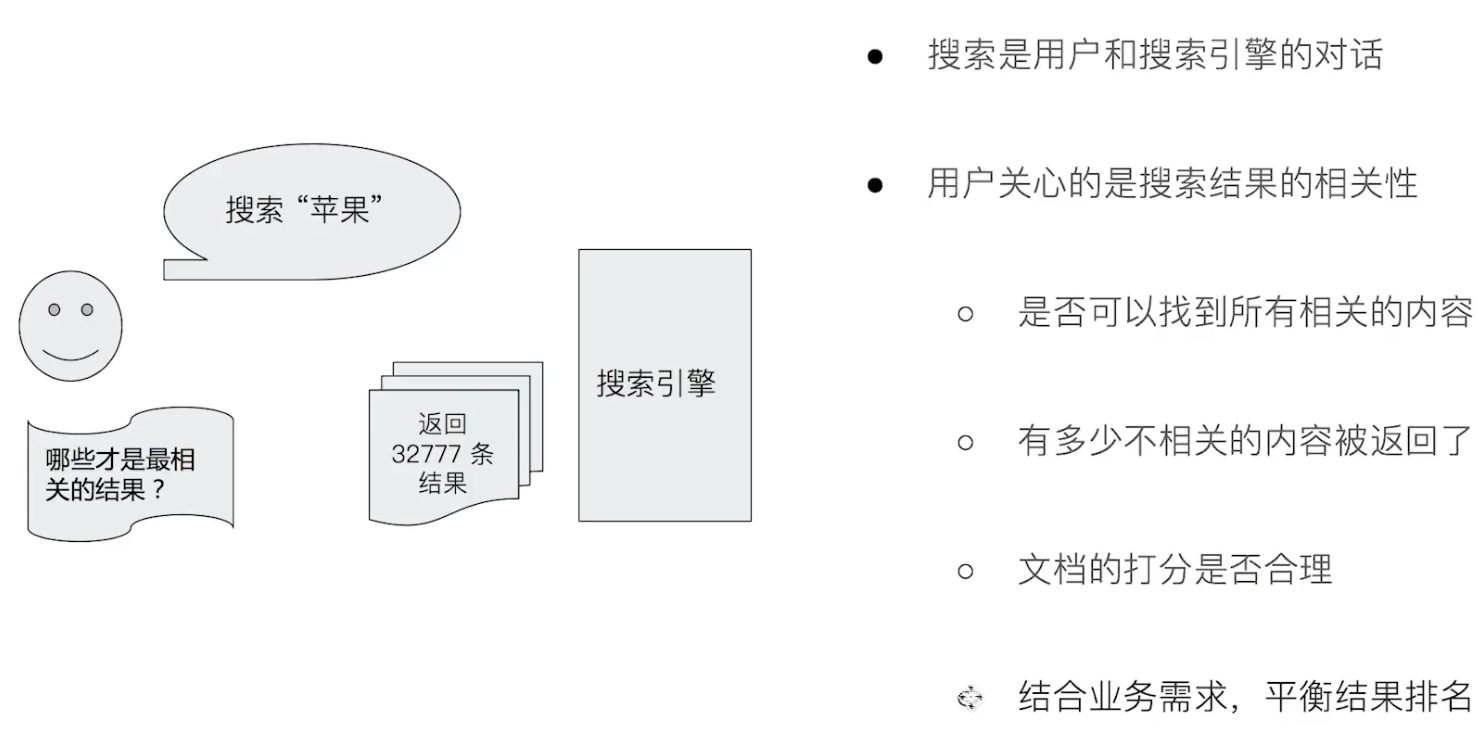 搜索“苹果”
搜索引擎
返回
32777 条
结果
哪些才是最相
关的结果？
搜索是用户和搜索引擎的对话
用户关心的是搜索结果的相关性
是否可以找到所有相关的内容
有多少不相关的内容被返回了
文档的打分是否合理
结合业务需求，平衡结果排名